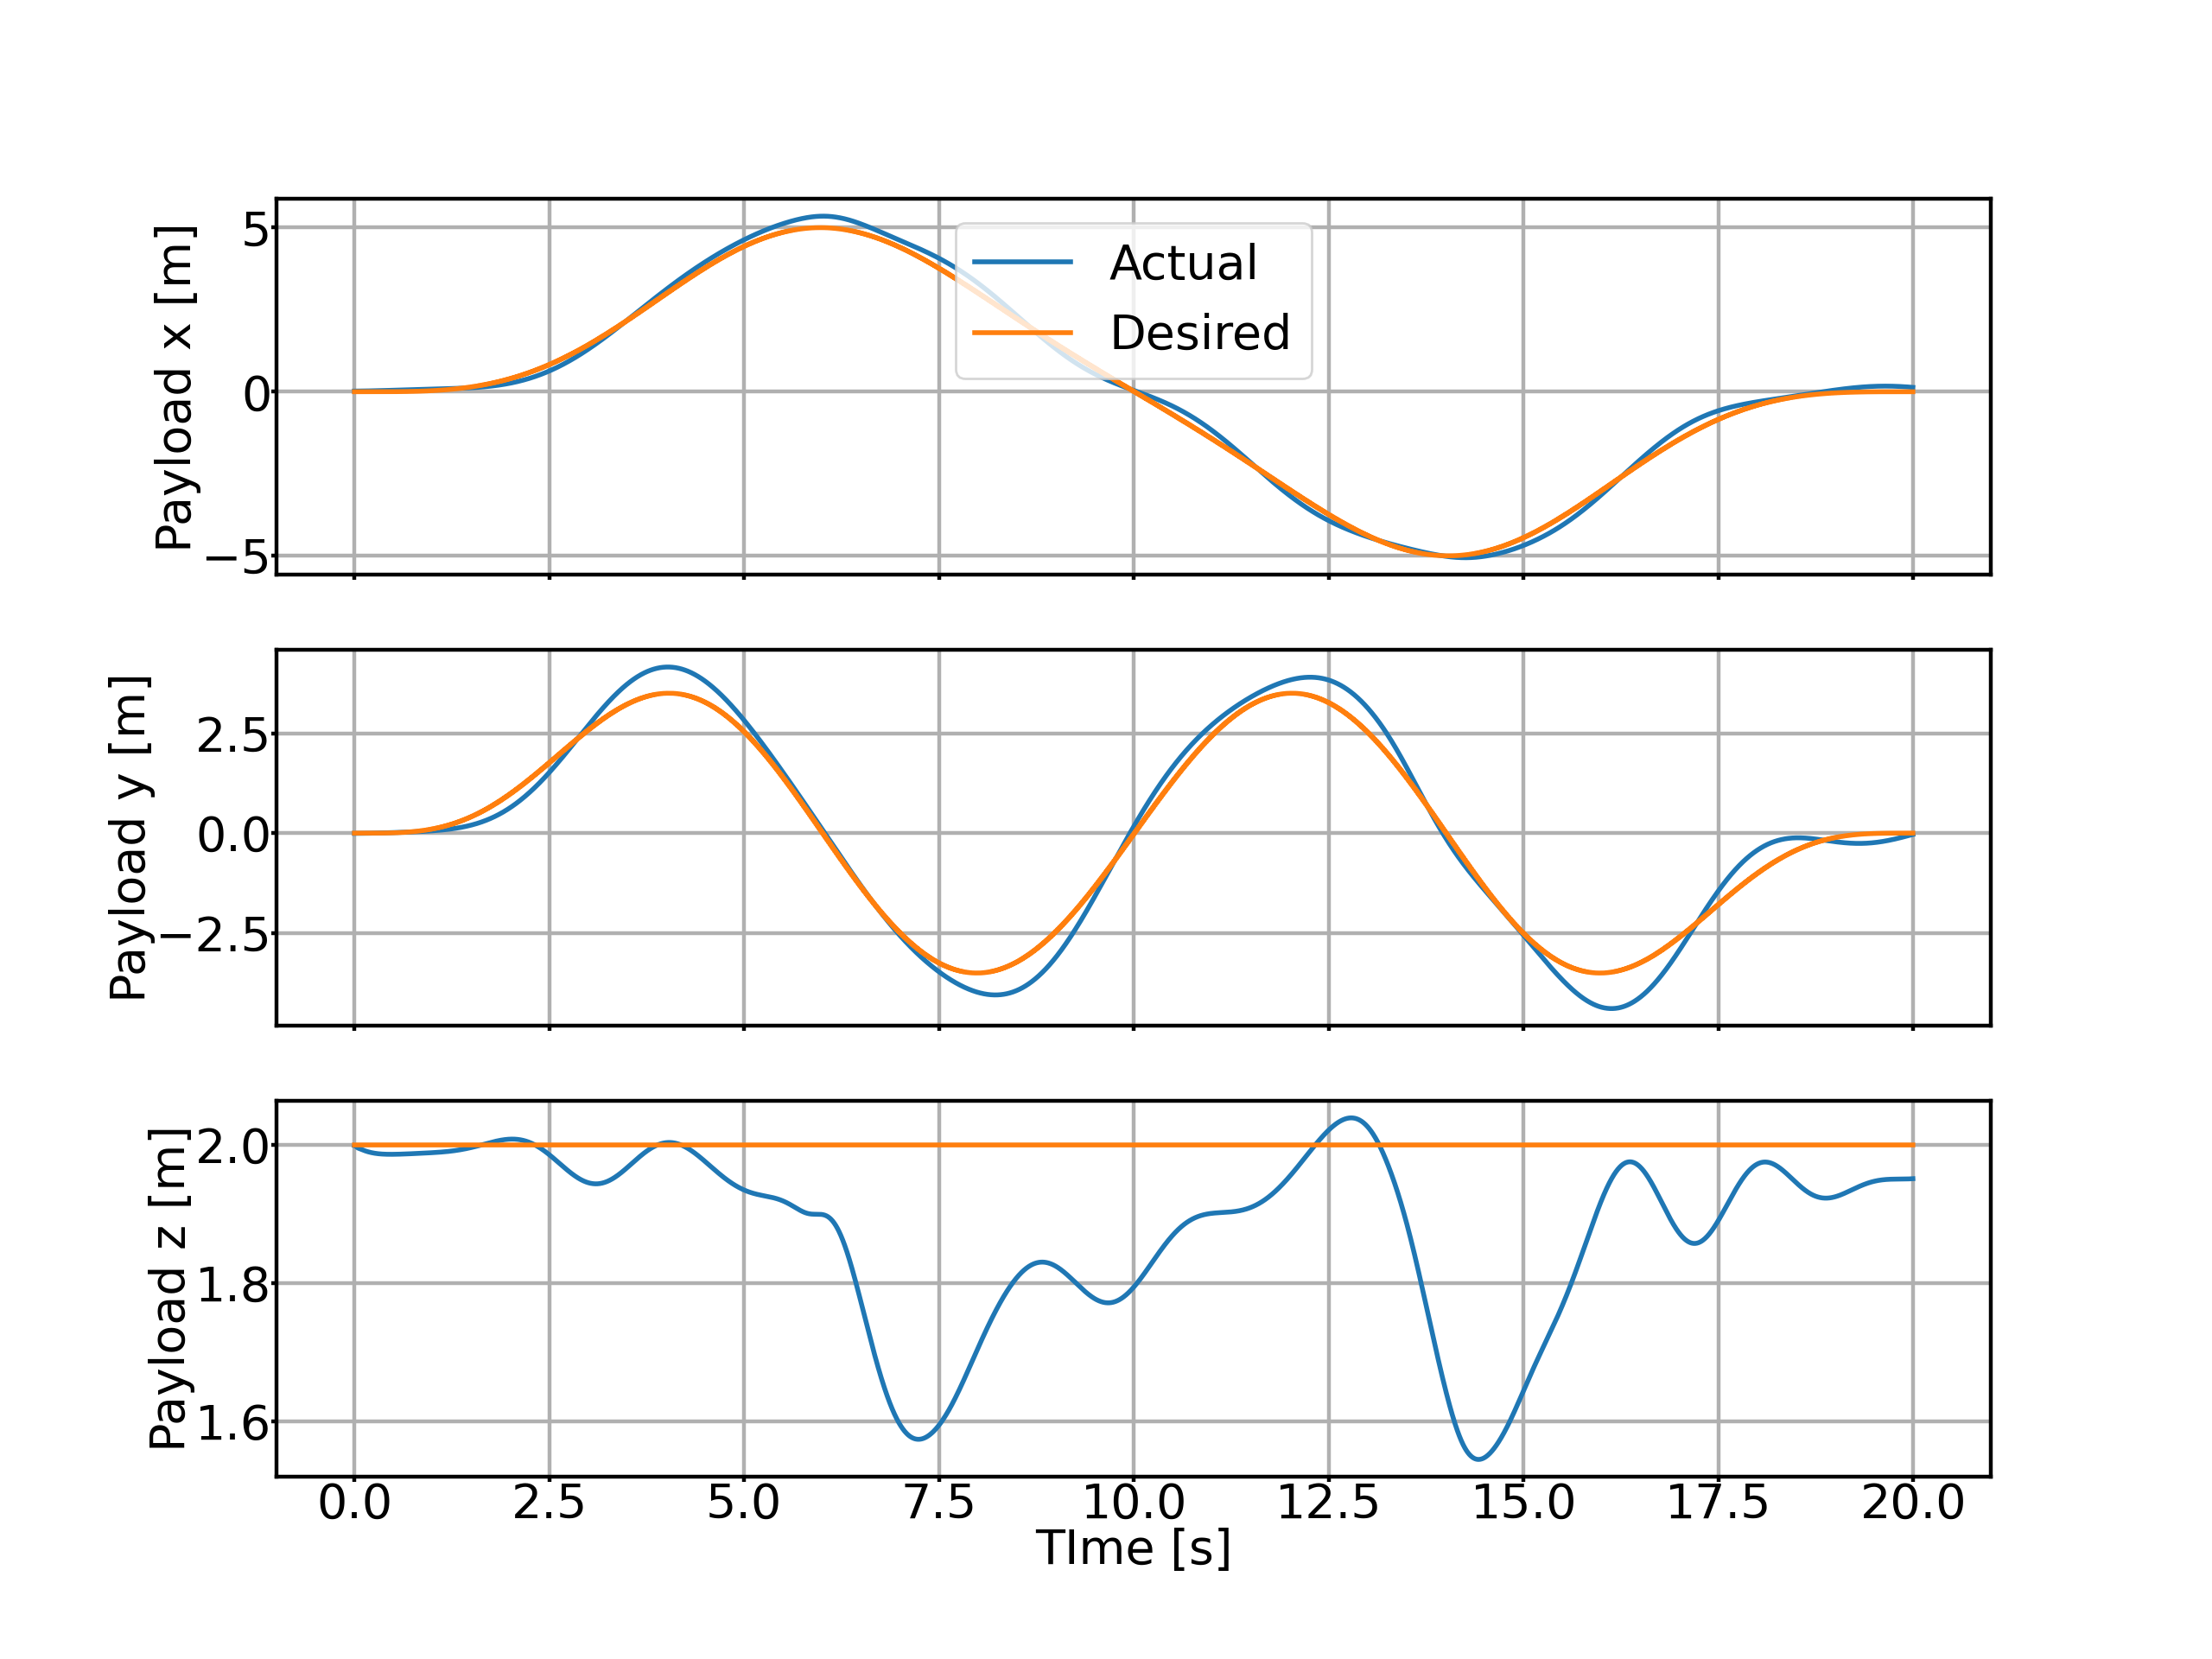 Payload x [m]
5
0
−5
Actual
Desired
Payload y [m]
2.5
0.0
−2.5
Payload z [m]
2.0
1.8
1.6
0.0 2.5 5.0 7.5 10.0 12.5 15.0 17.5 20.0
TIme [s]